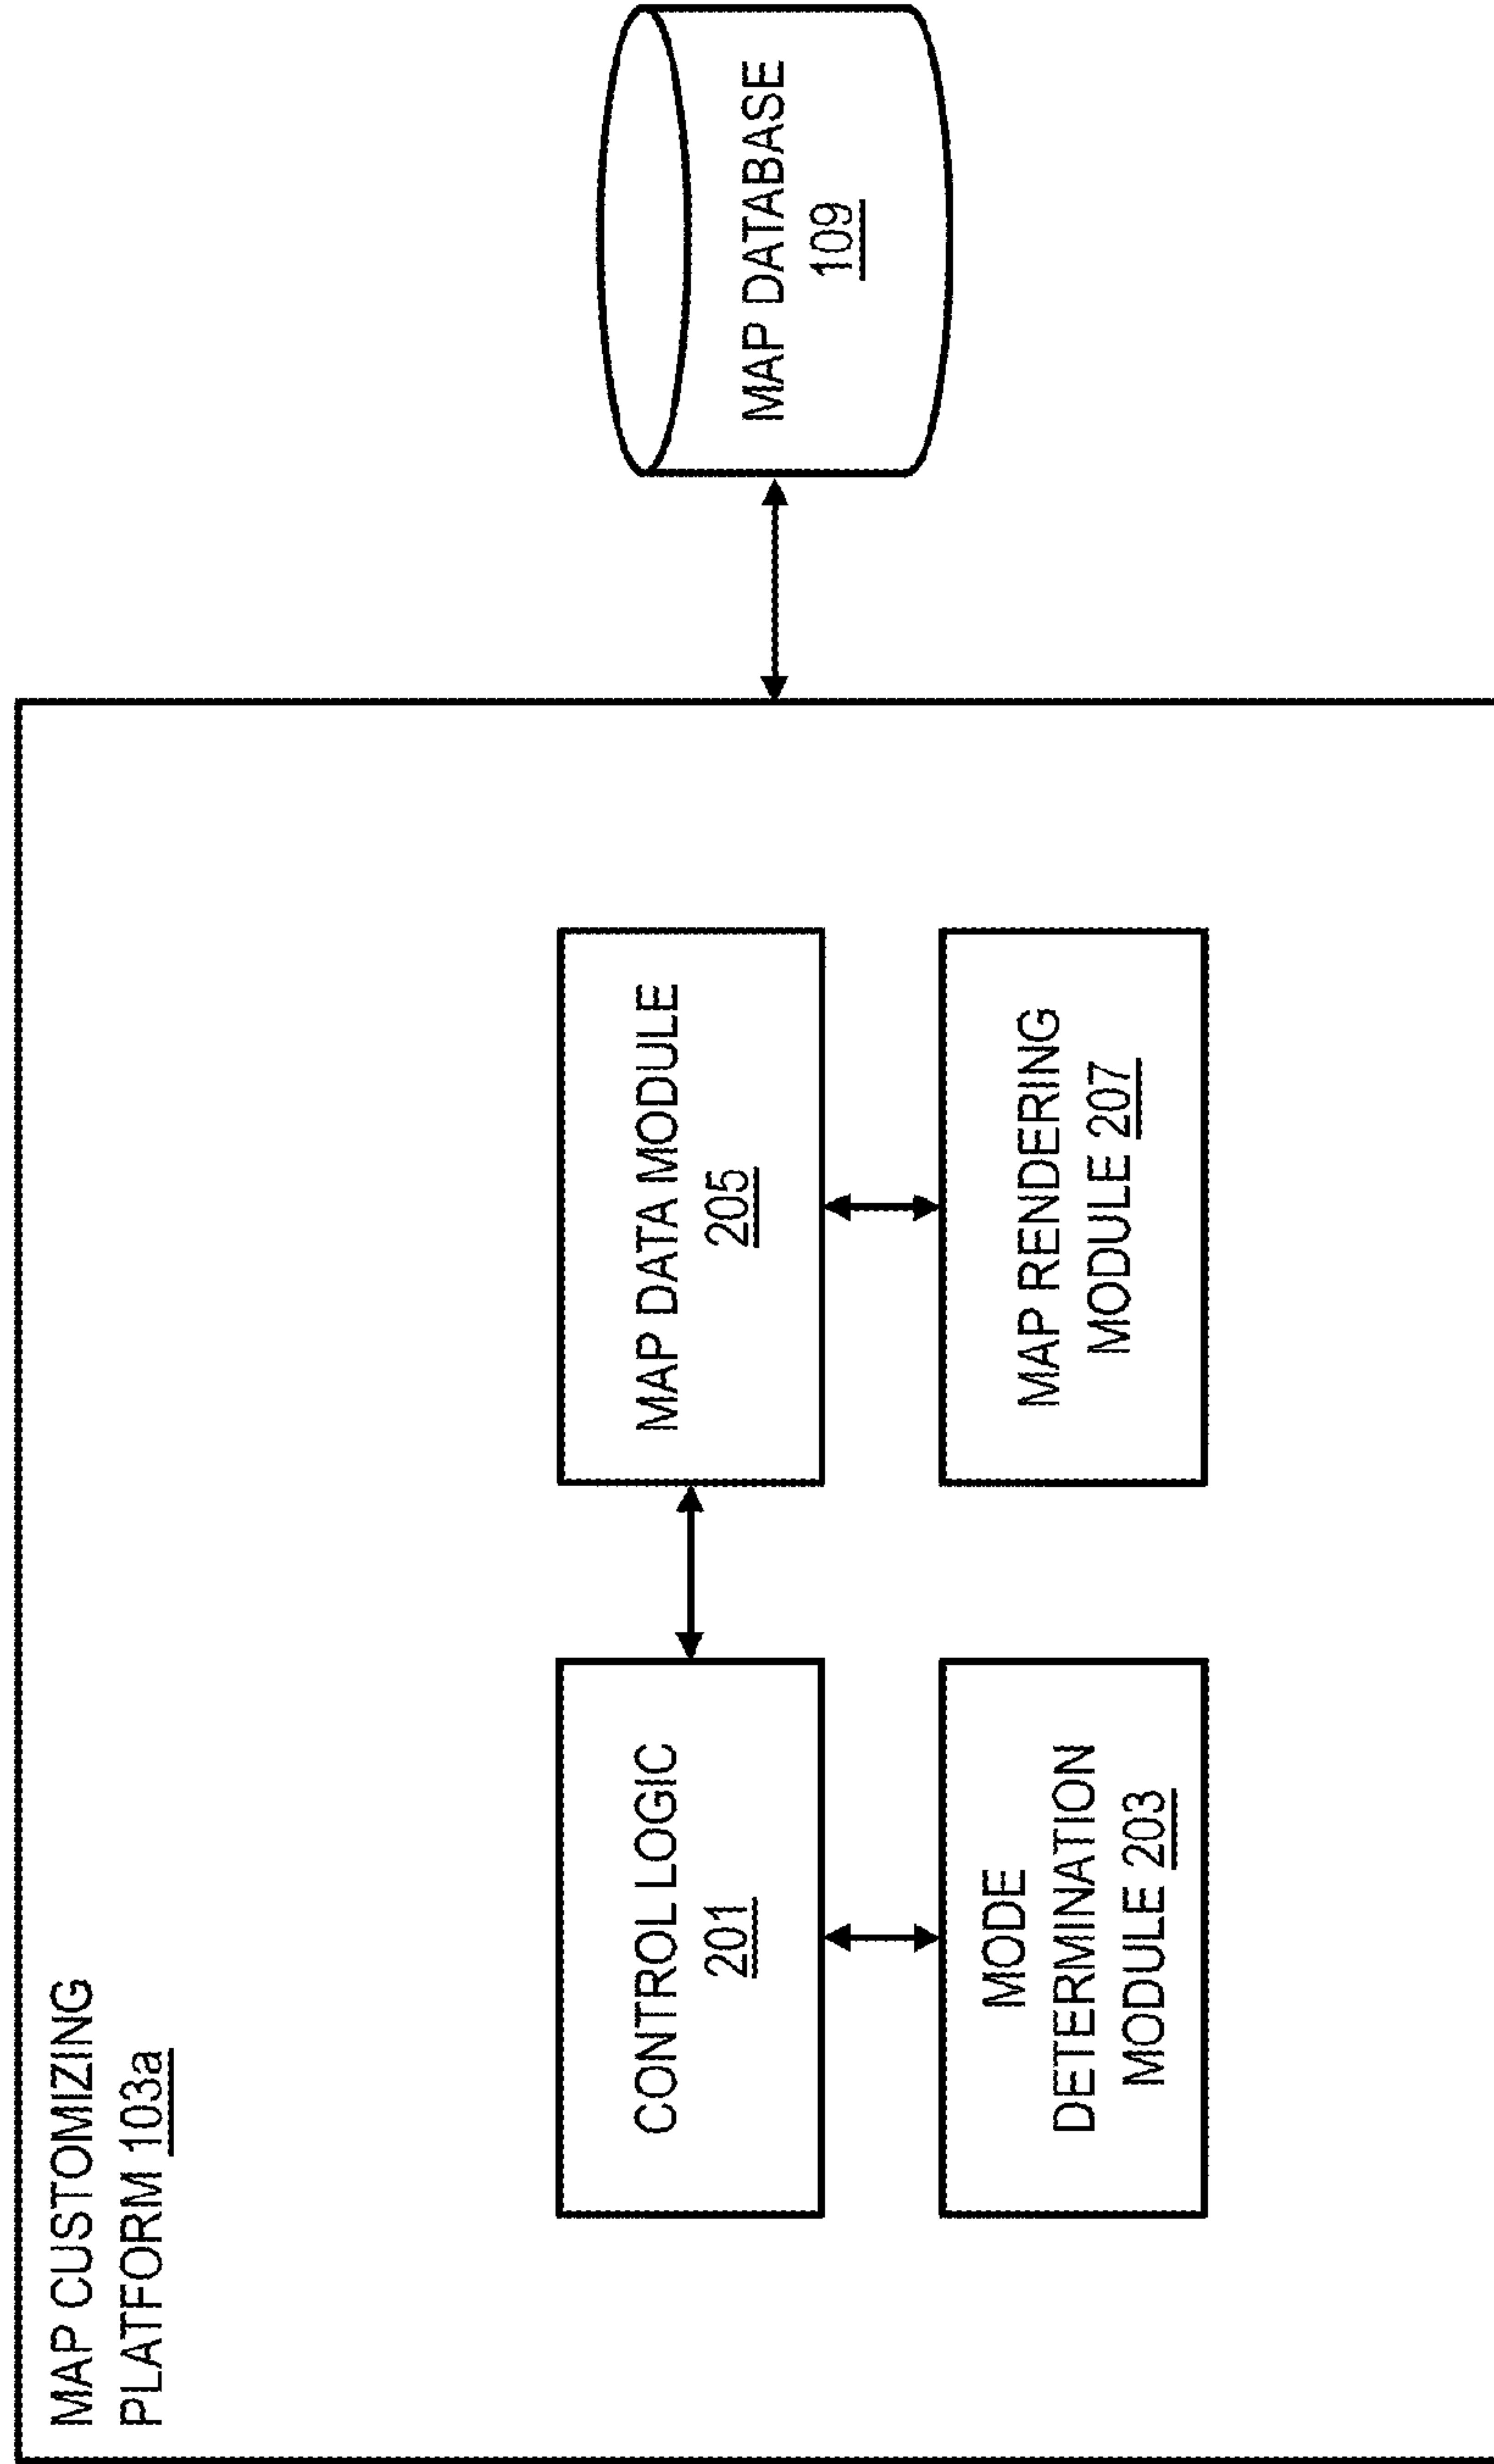 MAP CUSTOMIZING
PLATFORM 103a
CONTROL LOGIC
201
MAP DATA MODULE
205
MODE
DETERMINATION
MODULE 203
MAP RENDERING
MODULE 207
MAP DATABASE
109